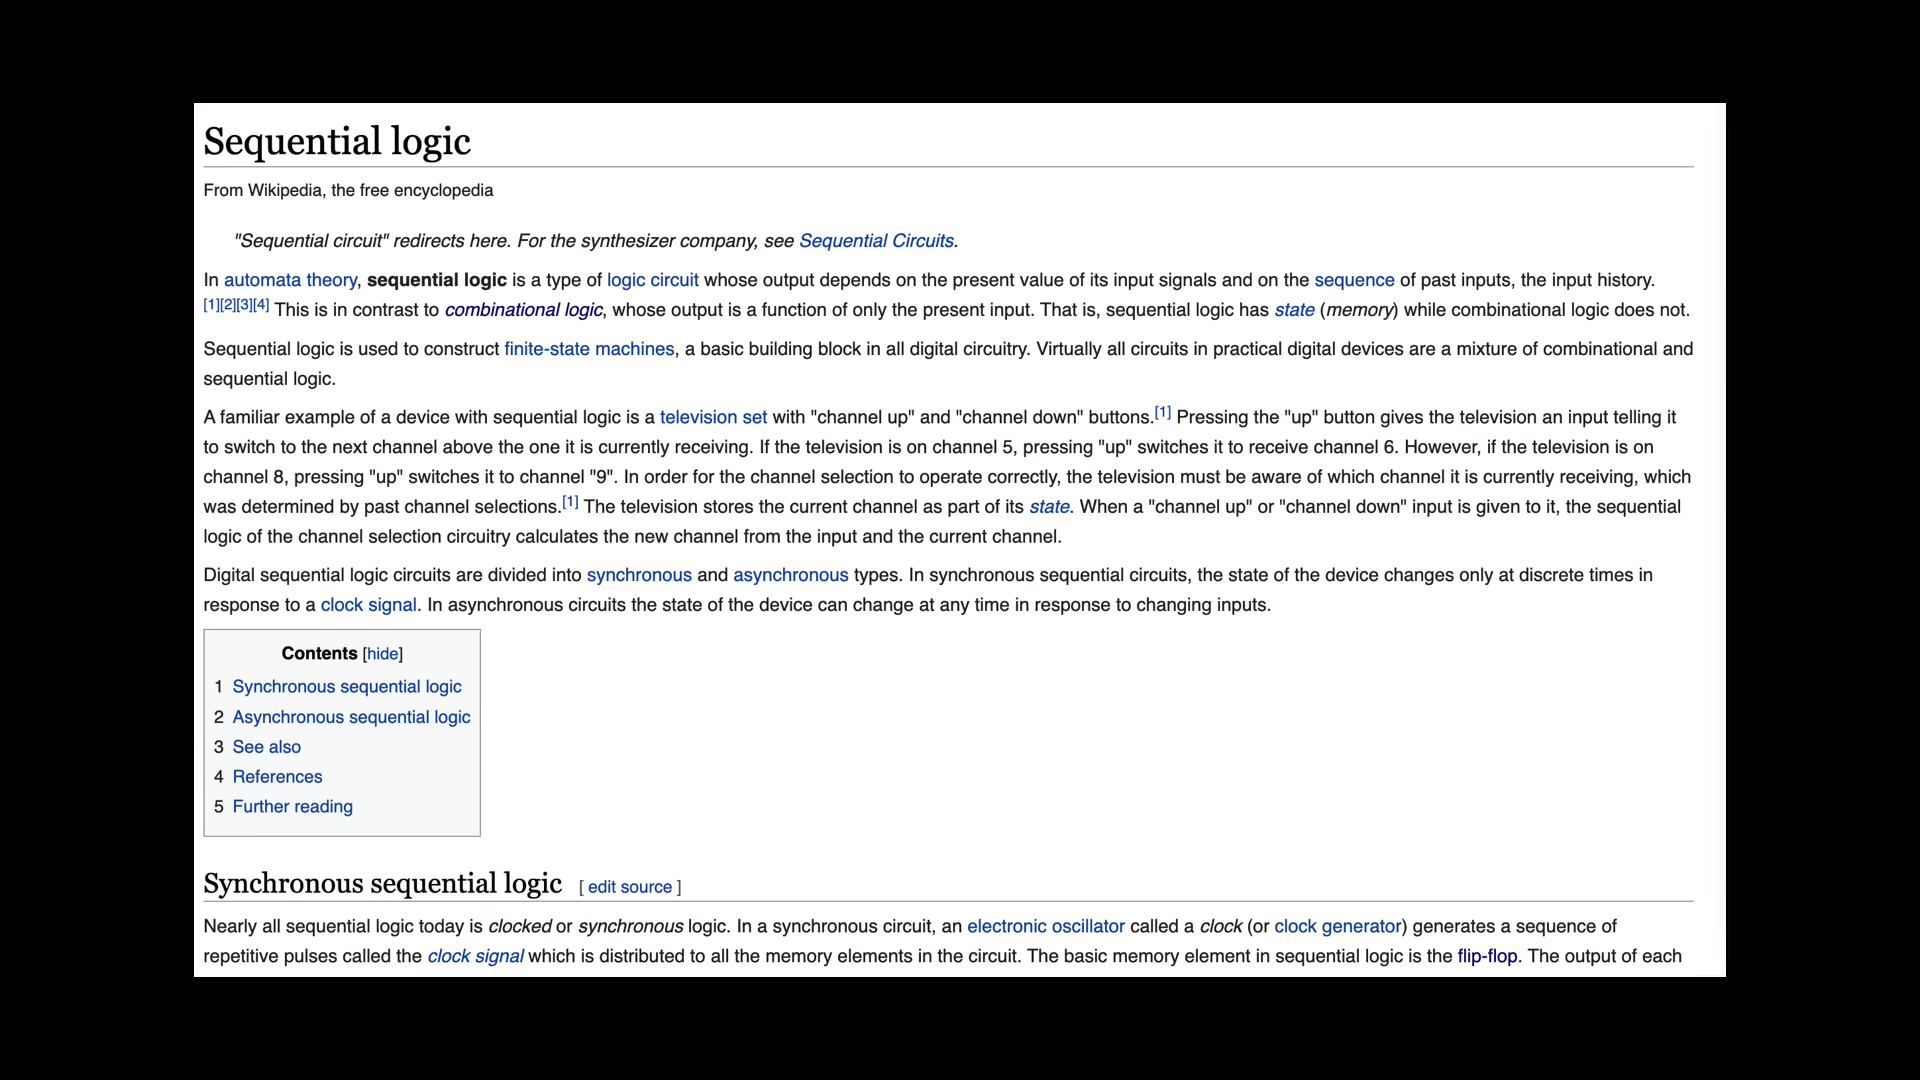 Sequential logic
From Wikipedia, the free encyclopedia
"Sequential circuit" redirects here. For the synthesizer company, see Sequential Circuits.
In automata theory, sequential logic is a type of logic circuit whose output depends on the present value of its input signals and on the sequence of past inputs, the input history.
[1][2][3][4] This is in contrast to combinational logic, whose output is a function of only the present input. That is, sequential logic has state (memory) while combinational logic does not.
Sequential logic is used to construct finite-state machines, a basic building block in all digital circuitry. Virtually all circuits in practical digital devices are a mixture of combinational and
sequential logic.
A familiar example of a device with sequential logic is a television set with "channel up" and "channel down" buttons.[1] Pressing the "up" button gives the television an input telling it
to switch to the next channel above the one it is currently receiving. If the television is on channel 5, pressing "up" switches it to receive channel 6. However, if the television is on
channel 8, pressing "up" switches it to channel "9". In order for the channel selection to operate correctly, the television must be aware of which channel it is currently receiving, which
was determined by past channel selections.[1] The television stores the current channel as part of its state. When a "channel up" or "channel down" input is given to it, the sequential
logic of the channel selection circuitry calculates the new channel from the input and the current channel.
Digital sequential logic circuits are divided into synchronous and asynchronous types. In synchronous sequential circuits, the state of the device changes only at discrete times in
response to a clock signal. In asynchronous circuits the state of the device can change at any time in response to changing inputs.
Contents [hide]
1 Synchronous sequential logic
2 Asynchronous sequential logic
3 See also
4 References
5 Further reading
Synchronous sequential logic [ edit source ]
Nearly all sequential logic today is clocked or synchronous logic. In a synchronous circuit, an electronic oscillator called a clock (or clock generator) generates a sequence of
repetitive pulses called the clock signal which is distributed to all the memory elements in the circuit. The basic memory element in sequential logic is the flip-flop. The output of each